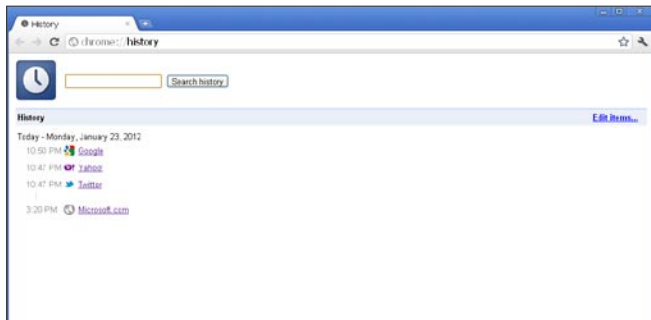 History
chrome://history
Search history
History Edit items...
Today - Monday, January 23, 2012
10:50 PM Google
10:47 PM Yahoo!
10:47 PM Twitter
3:20 PM Microsoft.com